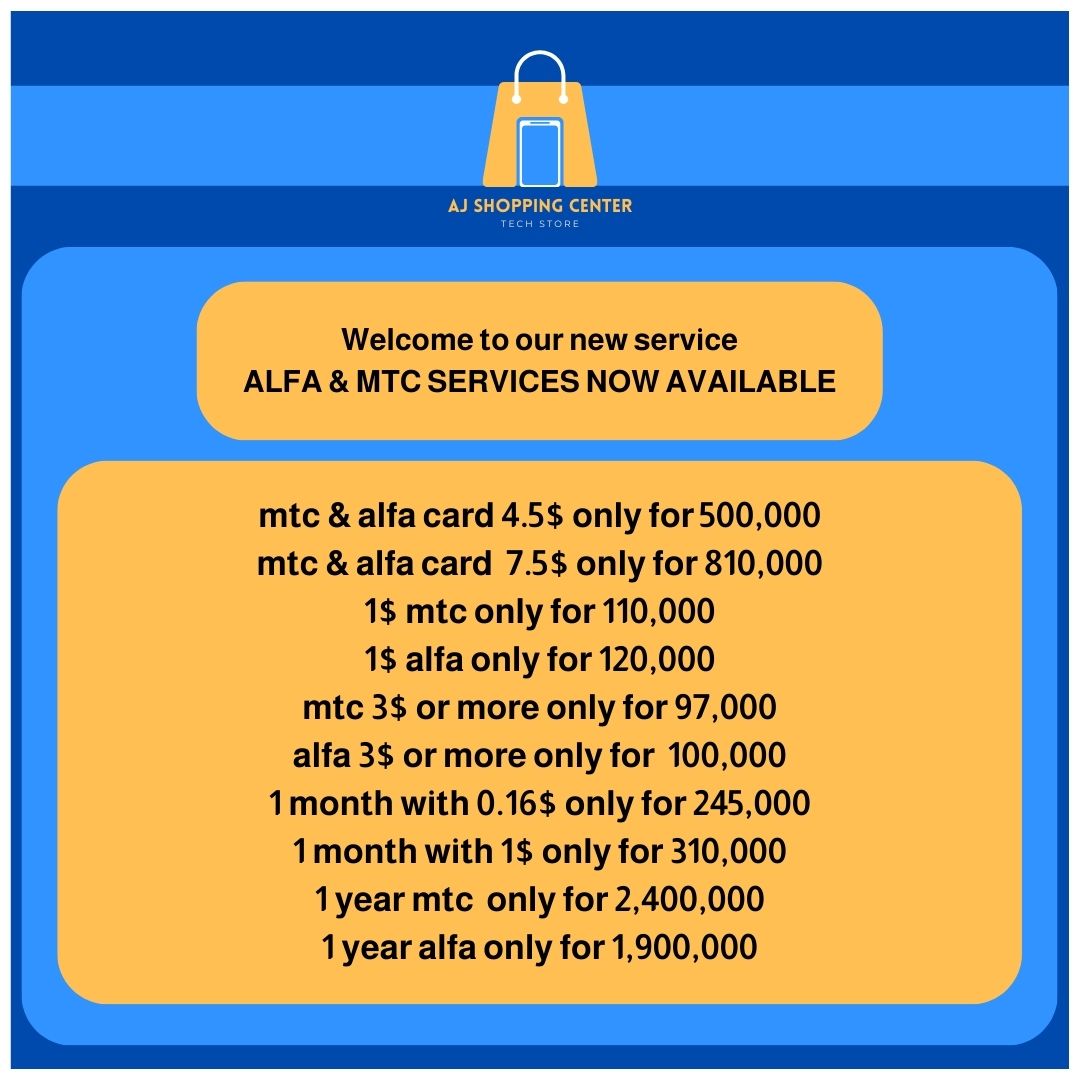 AJ SHOPPING CENTER
TECH STORE
Welcome to our new service
ALFA & MTC SERVICES NOW AVAILABLE
mtc & alfa card 4.5$ only for 500,000
mtc & alfa card 7.5$ only for 810,000
1$ mtc only for 110,000
1$ alfa only for 120,000
mtc 3$ or more only for 97,000
alfa 3$ or more only for 100,000
1 month with 0.16$ only for 245,000
1 month with 1$ only for 310,000
1 year mtc only for 2,400,000
1 year alfa only for 1,900,000